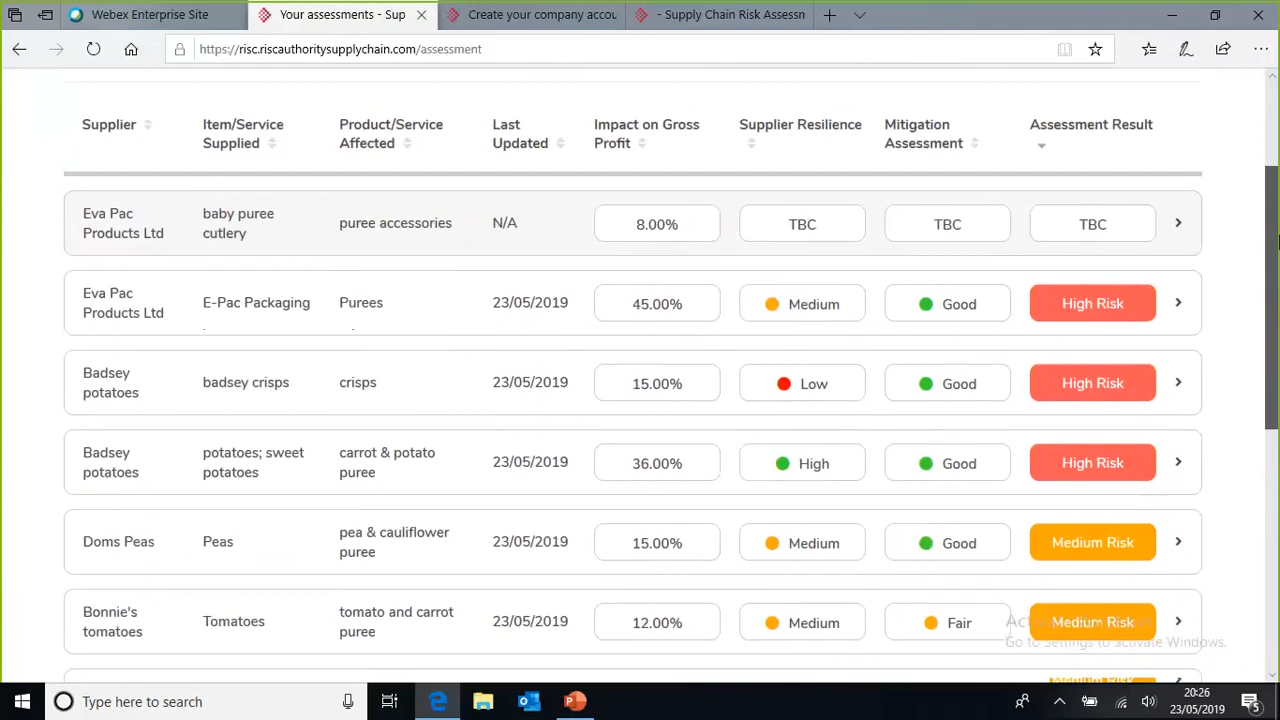 Webex Enterprise Site
Your assessments - Sup
Create your company accou
- Supply Chain Risk Assessm
https://risc.riscauthoritysupplychain.com/assessment
Supplier
Item/Service
Supplied
Product/Service
Affected
Last
Updated
Impact on Gross
Profit
Supplier Resilience
Mitigation
Assessment
Assessment Result
Eva Pac
Products Ltd
baby puree
cutlery
puree accessories
N/A
8.00%
TBC
TBC
TBC
Eva Pac
Products Ltd
E-Pac Packaging
Purees
23/05/2019
45.00%
Medium
Good
High Risk
Badsey
potatoes
badsey crisps
crisps
23/05/2019
15.00%
Low
Good
High Risk
Badsey
potatoes
potatoes; sweet
potatoes
carrot & potato
puree
23/05/2019
36.00%
High
Good
High Risk
Doms Peas
Peas
pea & cauliflower
puree
23/05/2019
15.00%
Medium
Good
Medium Risk
Bonnie's
tomatoes
Tomatoes
tomato and carrot
puree
23/05/2019
12.00%
Medium
Fair
Medium Risk
Go to Settings to activate Windows.
Medium Risk
Type here to search
20:26
23/05/2019
5